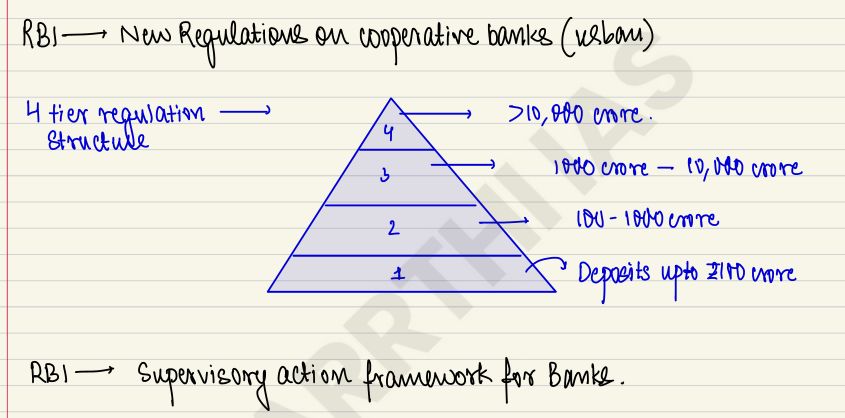 RBI → New Regulations on cooperative banks (urban)
4 tier regulation → >10,000 crore.
structure
4
3 1000 crore - 10,000 crore
2 100-1000 crore
1 Deposits upto ₹100 crore
RBI → Supervisory action framework for Banks.
ARRTHI IAS